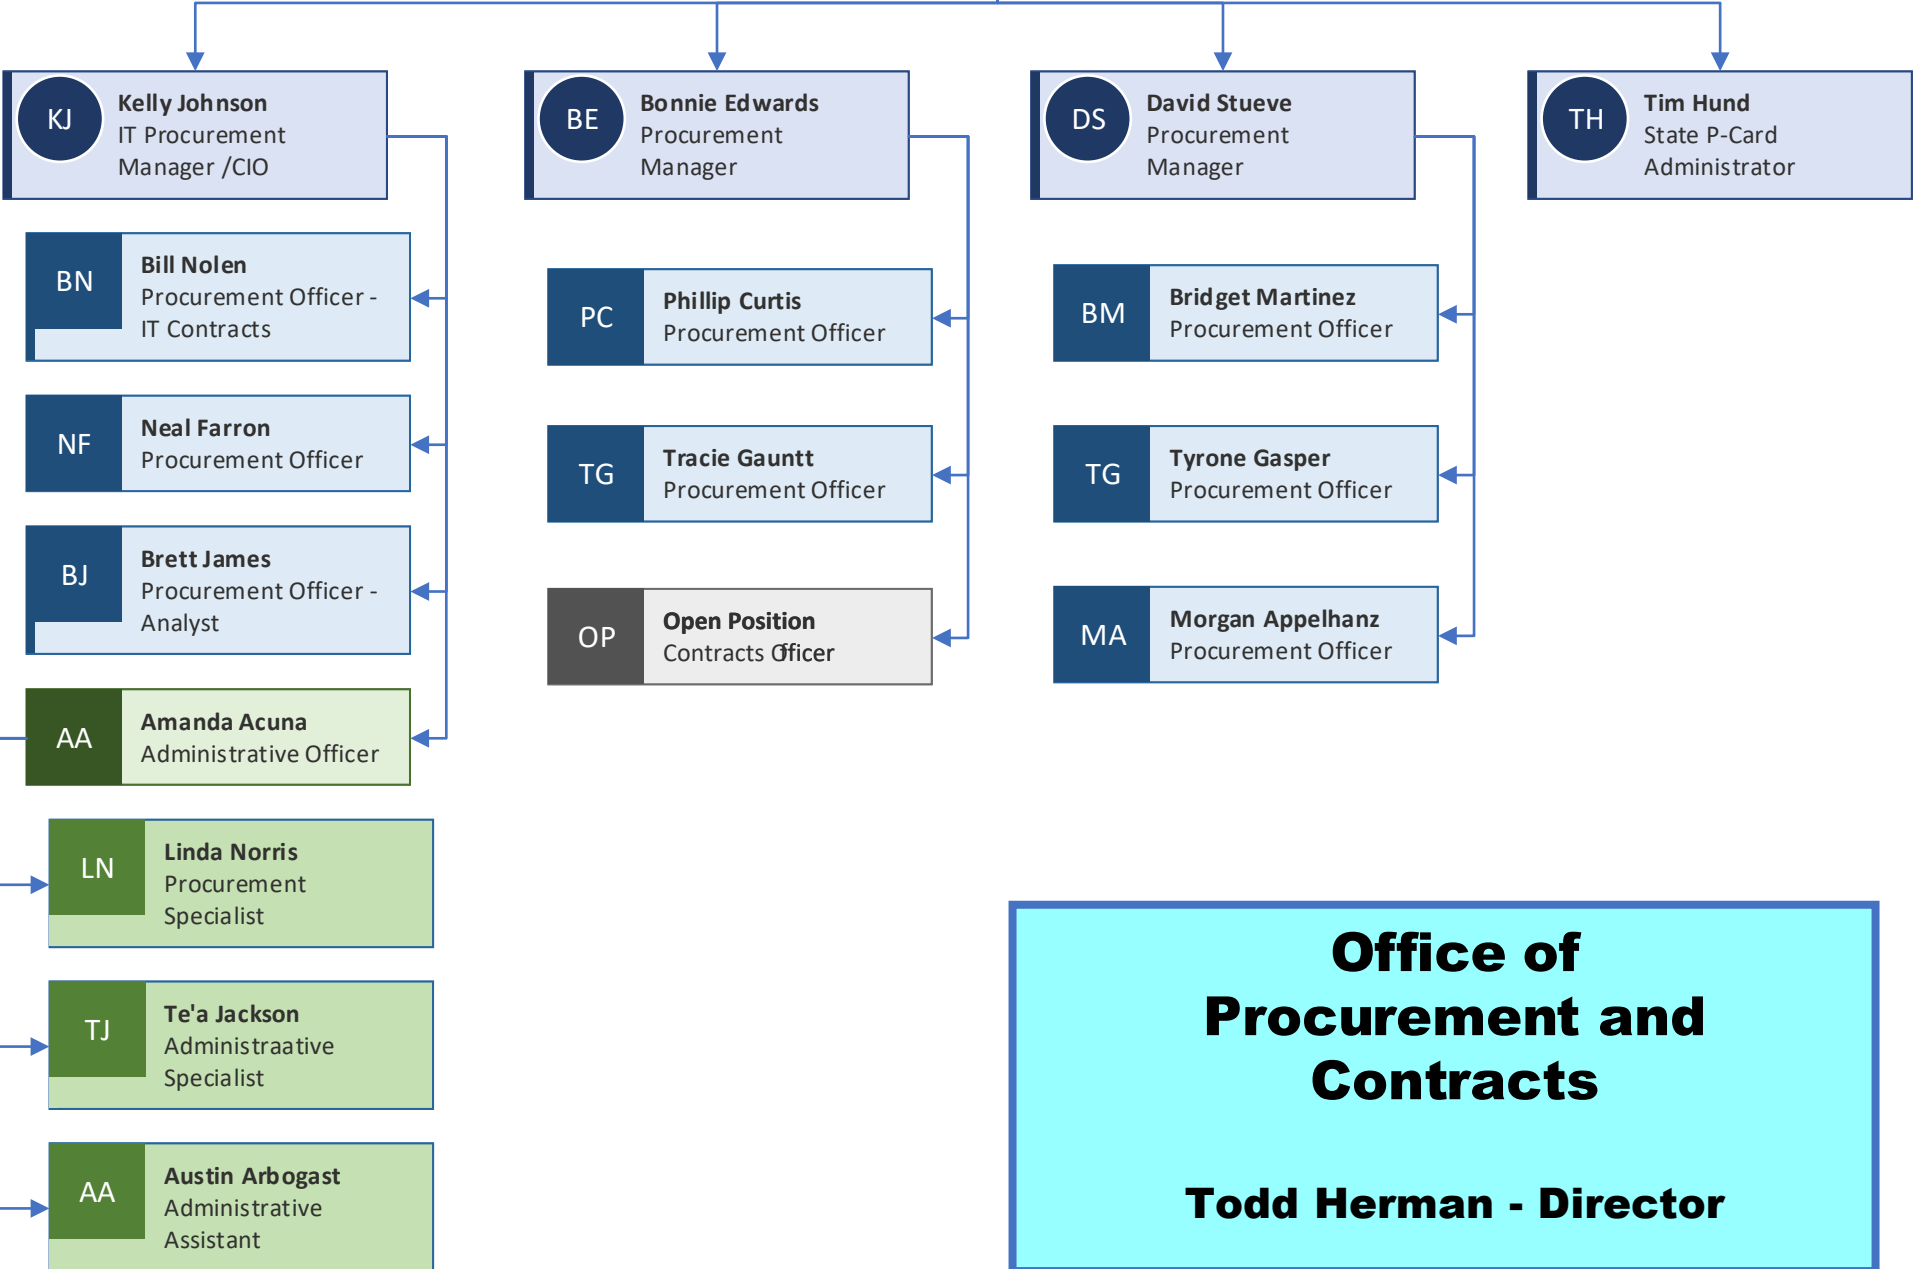 KJ
Kelly Johnson
IT Procurement
Manager /CIO
BN
Bill Nolen
Procurement Officer -
IT Contracts
NF
Neal Farron
Procurement Officer
BJ
Brett James
Procurement Officer -
Analyst
AA
Amanda Acuna
Administrative Officer
LN
Linda Norris
Procurement
Specialist
TJ
Te'a Jackson
Administraative
Specialist
AA
Austin Arbogast
Administrative
Assistant
BE
Bonnie Edwards
Procurement
Manager
PC
Phillip Curtis
Procurement Officer
TG
Tracie Gauntt
Procurement Officer
OP
Open Position
Contracts Officer
DS
David Stueve
Procurement
Manager
BM
Bridget Martinez
Procurement Officer
TG
Tyrone Gasper
Procurement Officer
MA
Morgan Appelhanz
Procurement Officer
TH
Tim Hund
State P-Card
Administrator
Office of
Procurement and
Contracts
Todd Herman - Director